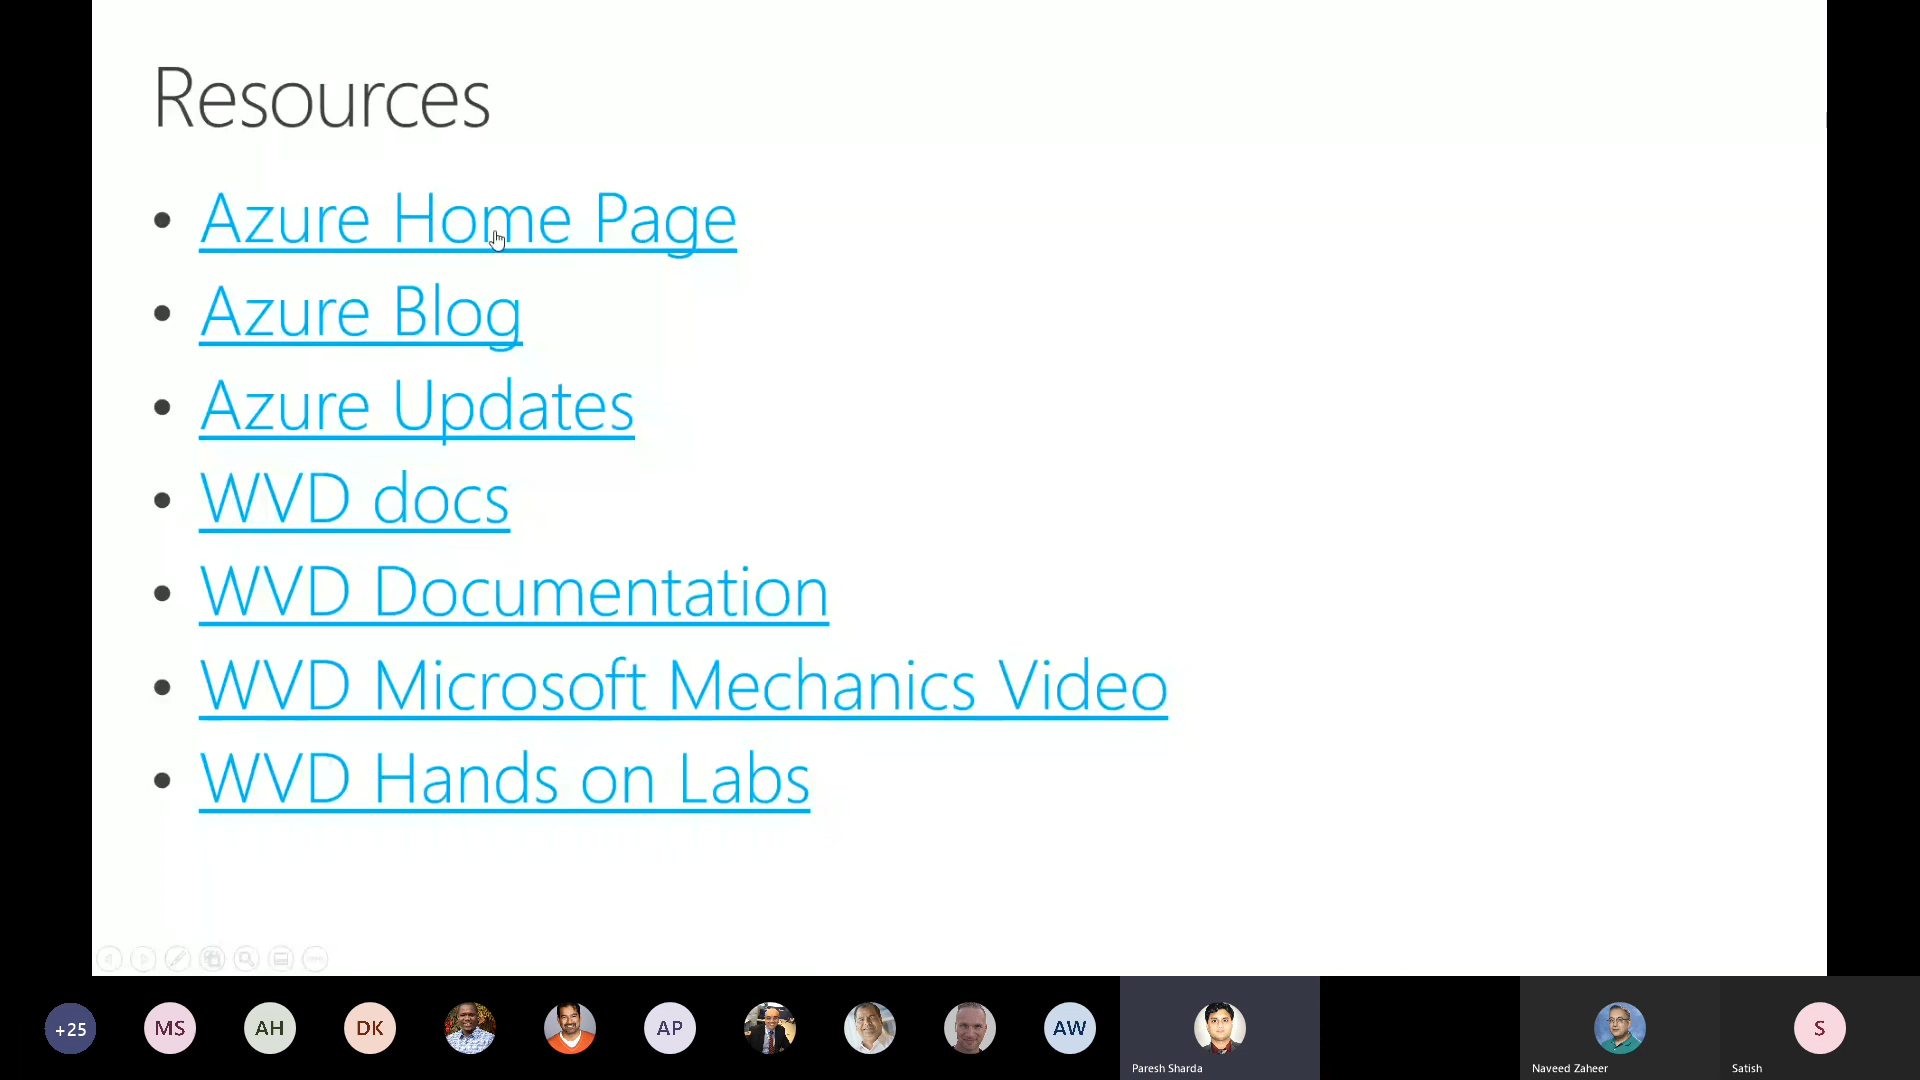 Resources
• Azure Home Page
• Azure Blog
• Azure Updates
• WVD docs
• WVD Documentation
• WVD Microsoft Mechanics Video
• WVD Hands on Labs
+25
MS
AH
DK
AP
AW
S
Paresh Sharda
Naveed Zaheer
Satish